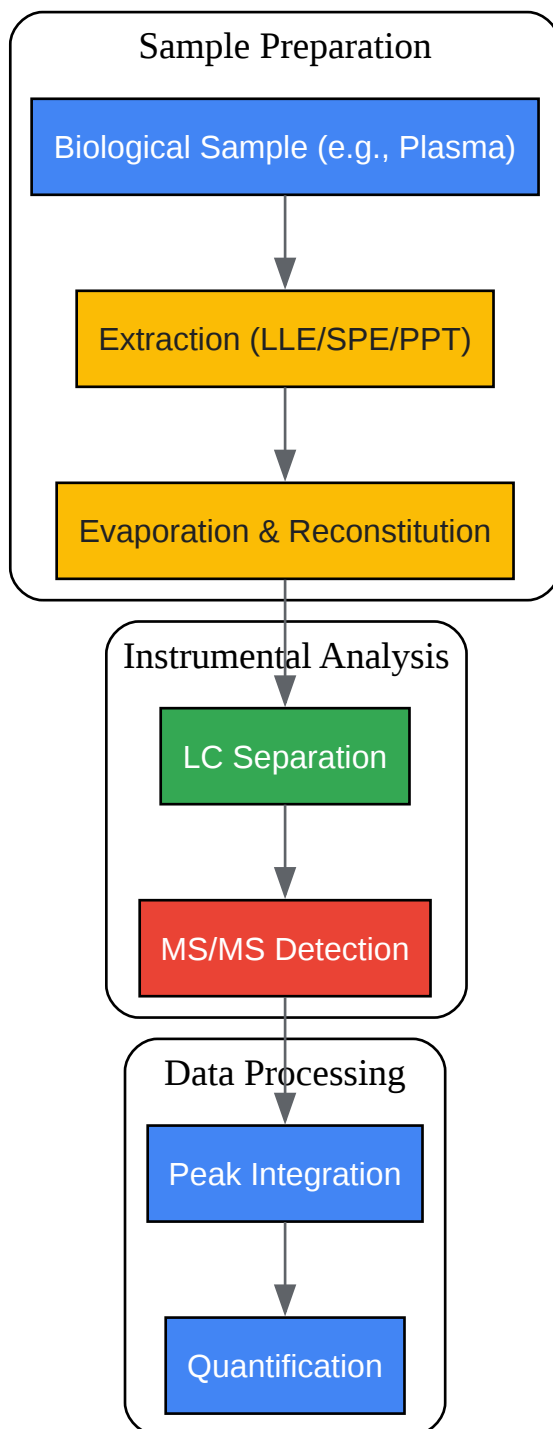 Sample Preparation
Biological Sample (e.g., Plasma)
Extraction (LLE/SPE/PPT)
Evaporation & Reconstitution
Instrumental Analysis
LC Separation
MS/MS Detection
Data Processing
Peak Integration
Quantification